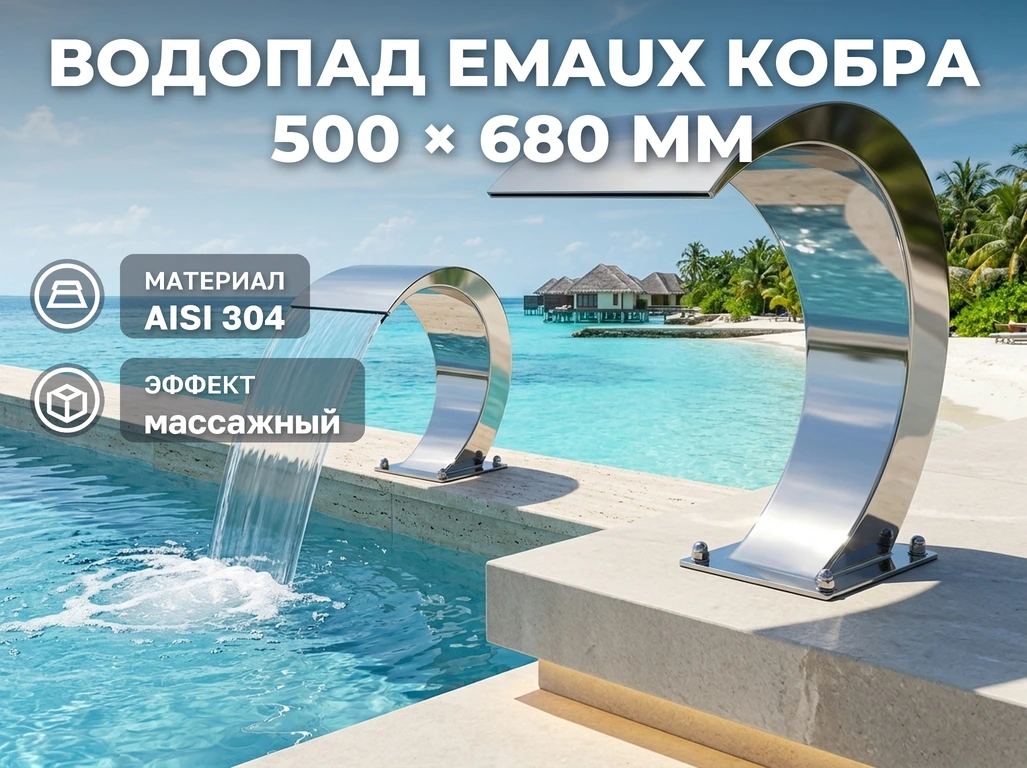 ВОДОПАД EMAUX КОБРА
500 × 680 ММ
МАТЕРИАЛ
AISI 304
ЭФФЕКТ
массажный